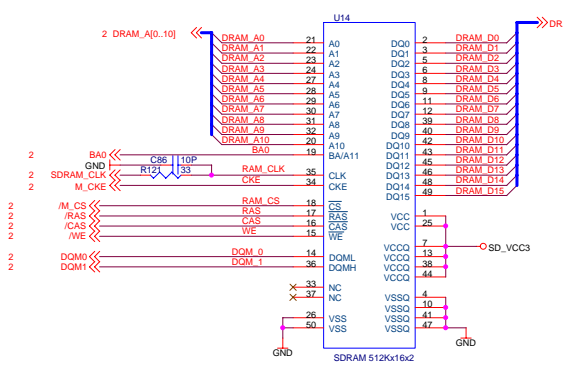 U14
2 DRAM_A[0..10]
DR
DRAM_A0 21 A0 DQ0 2 DRAM_D0
DRAM_A1 22 A1 DQ1 3 DRAM_D1
DRAM_A2 23 A2 DQ2 5 DRAM_D2
DRAM_A3 24 A3 DQ3 6 DRAM_D3
DRAM_A4 27 A4 DQ4 8 DRAM_D4
DRAM_A5 28 A5 DQ5 9 DRAM_D5
DRAM_A6 29 A6 DQ6 11 DRAM_D6
DRAM_A7 30 A7 DQ7 12 DRAM_D7
DRAM_A8 31 A8 DQ8 39 DRAM_D8
DRAM_A9 32 A9 DQ9 40 DRAM_D9
DRAM_A10 20 A10 DQ10 42 DRAM_D10
2 BA0 BA0 19 BA/A11 DQ11 43 DRAM_D11
GND C86 10P DQ12 45 DRAM_D12
2 SDRAM_CLK R121 33 RAM_CLK 35 CLK DQ13 46 DRAM_D13
2 M_CKE CKE 34 CKE DQ14 48 DRAM_D14
DQ15 49 DRAM_D15
2 /M_CS RAM_CS 18 CS
2 /RAS RAS 17 RAS VCC 1
2 /CAS CAS 16 CAS VCC 25
2 /WE WE 15 WE
VCCQ 7 SD_VCC3
2 DQM0 DQM_0 14 DQML VCCQ 13
2 DQM1 DQM_1 36 DQMH VCCQ 38
VCCQ 44
33 NC
37 NC VSSQ 4
VSSQ 10
26 VSS VSSQ 41
50 VSS VSSQ 47
GND GND
SDRAM 512Kx16x2